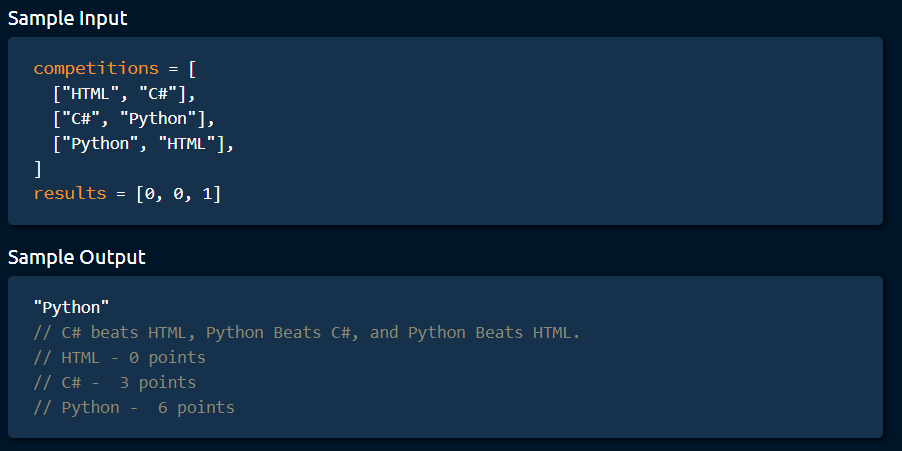 Sample Input
competitions = [
  ["HTML", "C#"],
  ["C#", "Python"],
  ["Python", "HTML"],
]
results = [0, 0, 1]
Sample Output
"Python"
// C# beats HTML, Python Beats C#, and Python Beats HTML.
// HTML - 0 points
// C# -  3 points
// Python -  6 points